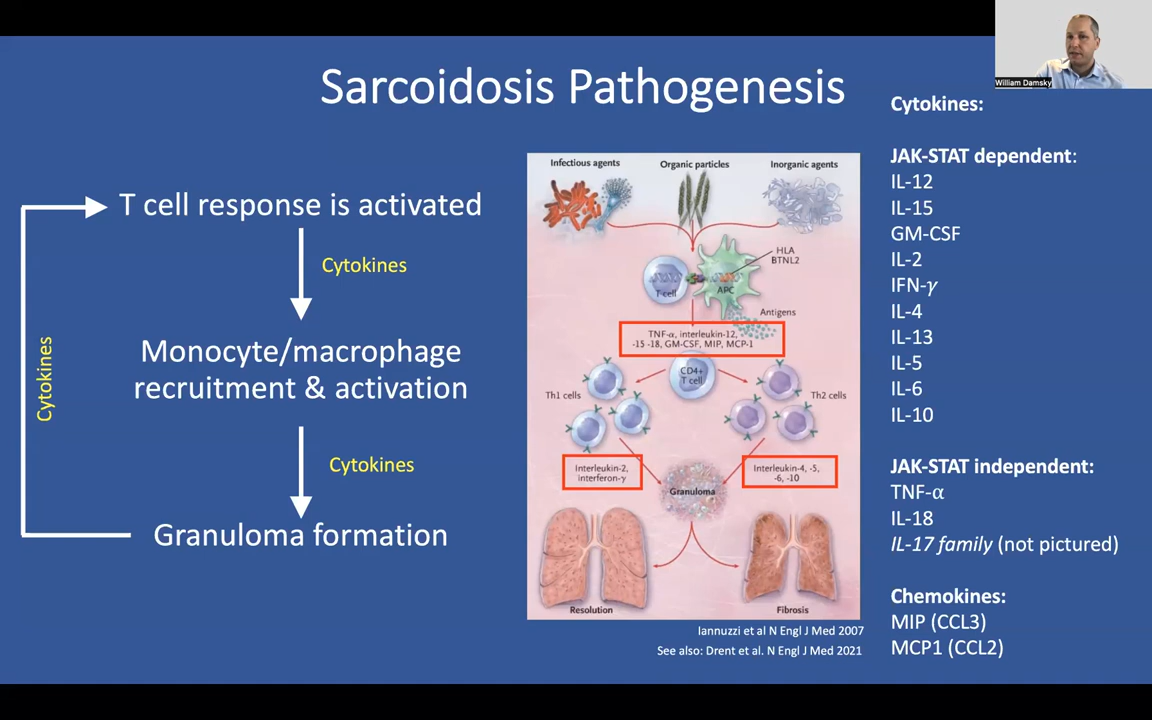 William Damsky
Sarcoidosis Pathogenesis
T cell response is activated
Cytokines
Monocyte/macrophage
recruitment & activation
Cytokines
Granuloma formation
Cytokines
Infectious agents
Organic particles
Inorganic agents
HLA
BTNL2
T cell
APC
Antigens
TNF-α, interleukin-12,
-15 -18, GM-CSF, MIP, MCP-1
CD4+
T cell
Th1 cells
Th2 cells
Interleukin-2,
interferon-γ
Interleukin-4, -5,
-6, -10
Granuloma
Resolution
Fibrosis
Iannuzzi et al N Engl J Med 2007
See also: Drent et al. N Engl J Med 2021
Cytokines:
JAK-STAT dependent:
IL-12
IL-15
GM-CSF
IL-2
IFN-γ
IL-4
IL-13
IL-5
IL-6
IL-10
JAK-STAT independent:
TNF-α
IL-18
IL-17 family (not pictured)
Chemokines:
MIP (CCL3)
MCP1 (CCL2)